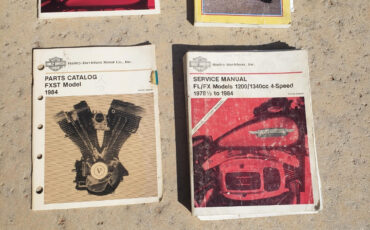 Harley-Davidson Motor Co., Inc.
PARTS CATALOG
FXST Model
1984
Harley-Davidson Motor Co., Inc.
SERVICE MANUAL
FL/FX Models 1200/1340cc 4-Speed
1978½ to 1984